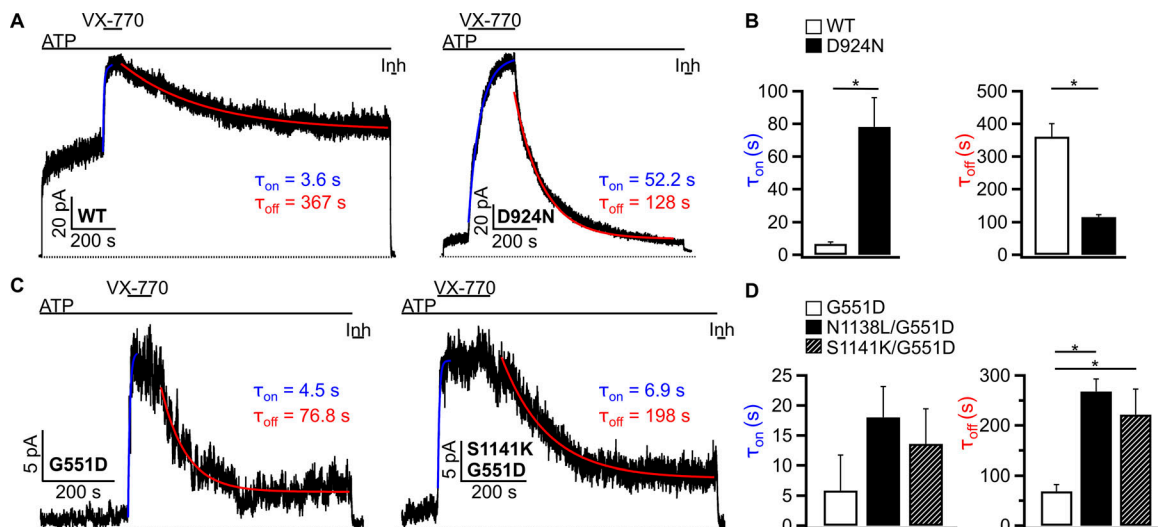 A
VX-770
ATP
Inh
τon = 3.6 s
τoff = 367 s
20 pA
WT
200 s
VX-770
ATP
Inh
τon = 52.2 s
τoff = 128 s
20 pA
D924N
200 s
B
WT
D924N
*
100
80
60
40
20
0
τon (s)
*
500
400
300
200
100
0
τoff (s)
C
VX-770
ATP
Inh
τon = 4.5 s
τoff = 76.8 s
5 pA
G551D
200 s
VX-770
ATP
Inh
τon = 6.9 s
τoff = 198 s
5 pA
S1141K
G551D
200 s
D
G551D
N1138L/G551D
S1141K/G551D
25
20
15
10
5
0
τon (s)
*
*
300
200
100
0
τoff (s)